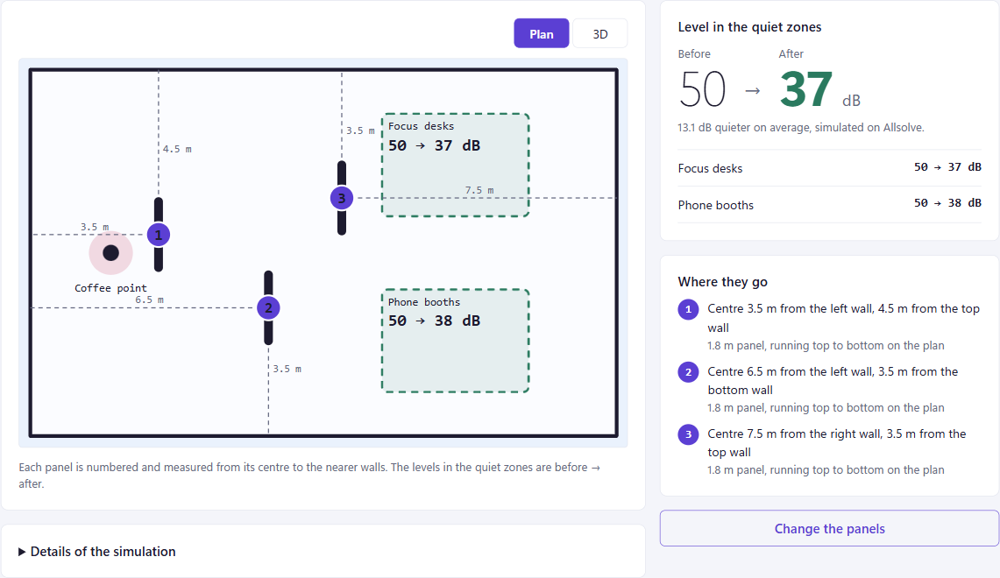 Plan
3D
4.5 m
3.5 m
Focus desks
50 → 37 dB
7.5 m
3
3.5 m
1
Coffee point
6.5 m
2
Phone booths
50 → 38 dB
3.5 m
Each panel is numbered and measured from its centre to the nearer walls. The levels in the quiet zones are before →
after.
▶ Details of the simulation
Level in the quiet zones
Before After
50 → 37 dB
13.1 dB quieter on average, simulated on Allsolve.
Focus desks 50 → 37 dB
Phone booths 50 → 38 dB
Where they go
1 Centre 3.5 m from the left wall, 4.5 m from the top
wall
1.8 m panel, running top to bottom on the plan
2 Centre 6.5 m from the left wall, 3.5 m from the
bottom wall
1.8 m panel, running top to bottom on the plan
3 Centre 7.5 m from the right wall, 3.5 m from the
top wall
1.8 m panel, running top to bottom on the plan
Change the panels